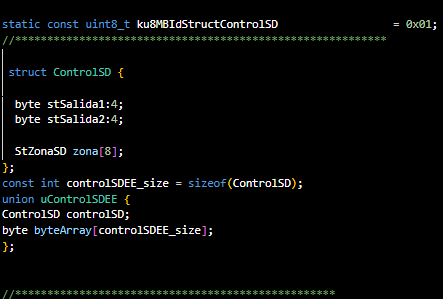 static const uint8_t ku8MBIdStructControlSD = 0x01;
//*********************************************************
struct ControlSD {
byte stSalida1:4;
byte stSalida2:4;
StZonaSD zona[8];
};
const int controlSDEE_size = sizeof(ControlSD);
union uControlSDEE {
ControlSD controlSD;
byte byteArray[controlSDEE_size];
};
//*************************************************